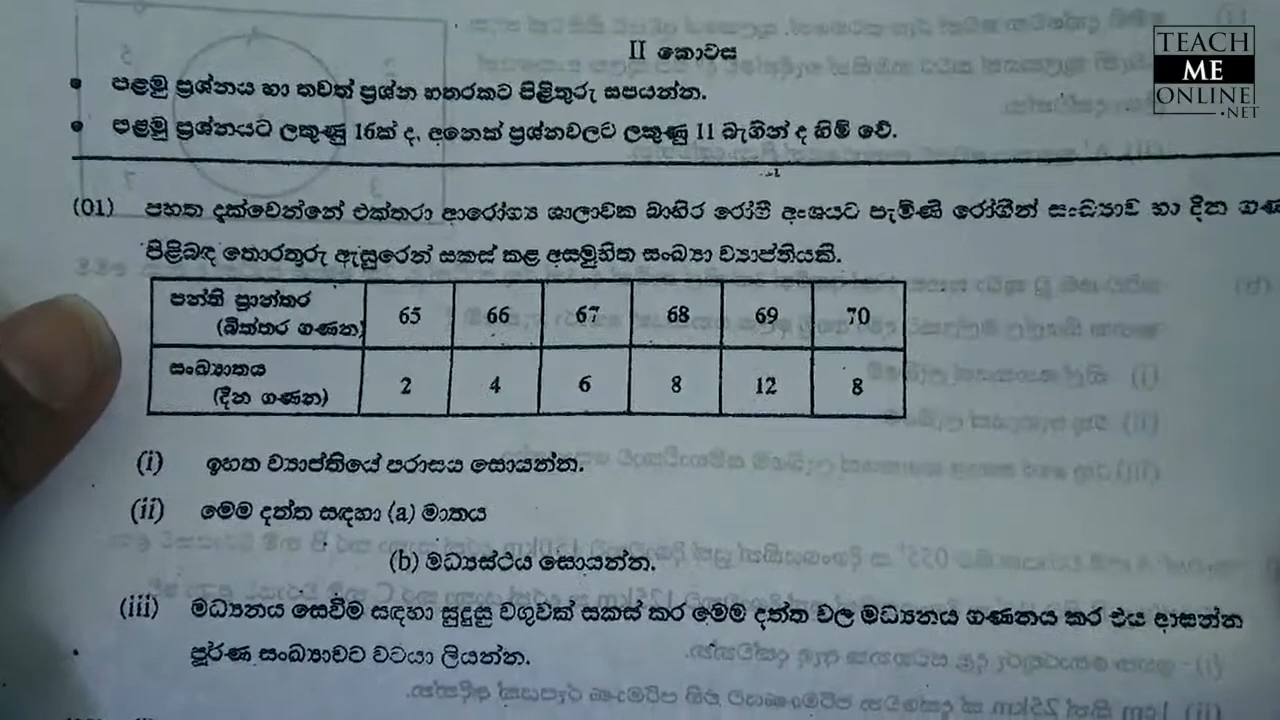 TEACH
ME
ONLINE
.NET
II කොටස
• පළමු ප්‍රශ්නය හා තවත් ප්‍රශ්න හතරකට පිළිතුරු සපයන්න.
• පළමු ප්‍රශ්නයට ලකුණු 16ක් ද, අනෙක් ප්‍රශ්නවලට ලකුණු 11 බැගින් ද හිමි වේ.
(01) පහත දැක්වෙන්නේ එක්තරා ආරෝග්‍ය ශාලාවක බාහිර රෝගී අංශයට පැමිණි රෝගීන් සංඛ්‍යාව හා දින ගණ
පිළිබඳ තොරතුරු ඇසුරෙන් සකස් කළ අසමූහිත සංඛ්‍යා ව්‍යාප්තියකි.
පන්ති ප්‍රාන්තර 65 66 67 68 69 70
(බිත්තර ගණන)
සංඛ්‍යාතය 2 4 6 8 12 8
(දින ගණන)
(i) ඉහත ව්‍යාප්තියේ පරාසය සොයන්න.
(ii) මෙම දත්ත සඳහා (a) මාතය
(b) මධ්‍යස්ථය සොයන්න.
(iii) මධ්‍යන්‍යය සෙවීම සඳහා සුදුසු වගුවක් සකස් කර මෙම දත්ත වල මධ්‍යන්‍යය ගණනය කර එය ආසන්න
පූර්ණ සංඛ්‍යාවට වටයා ලියන්න.